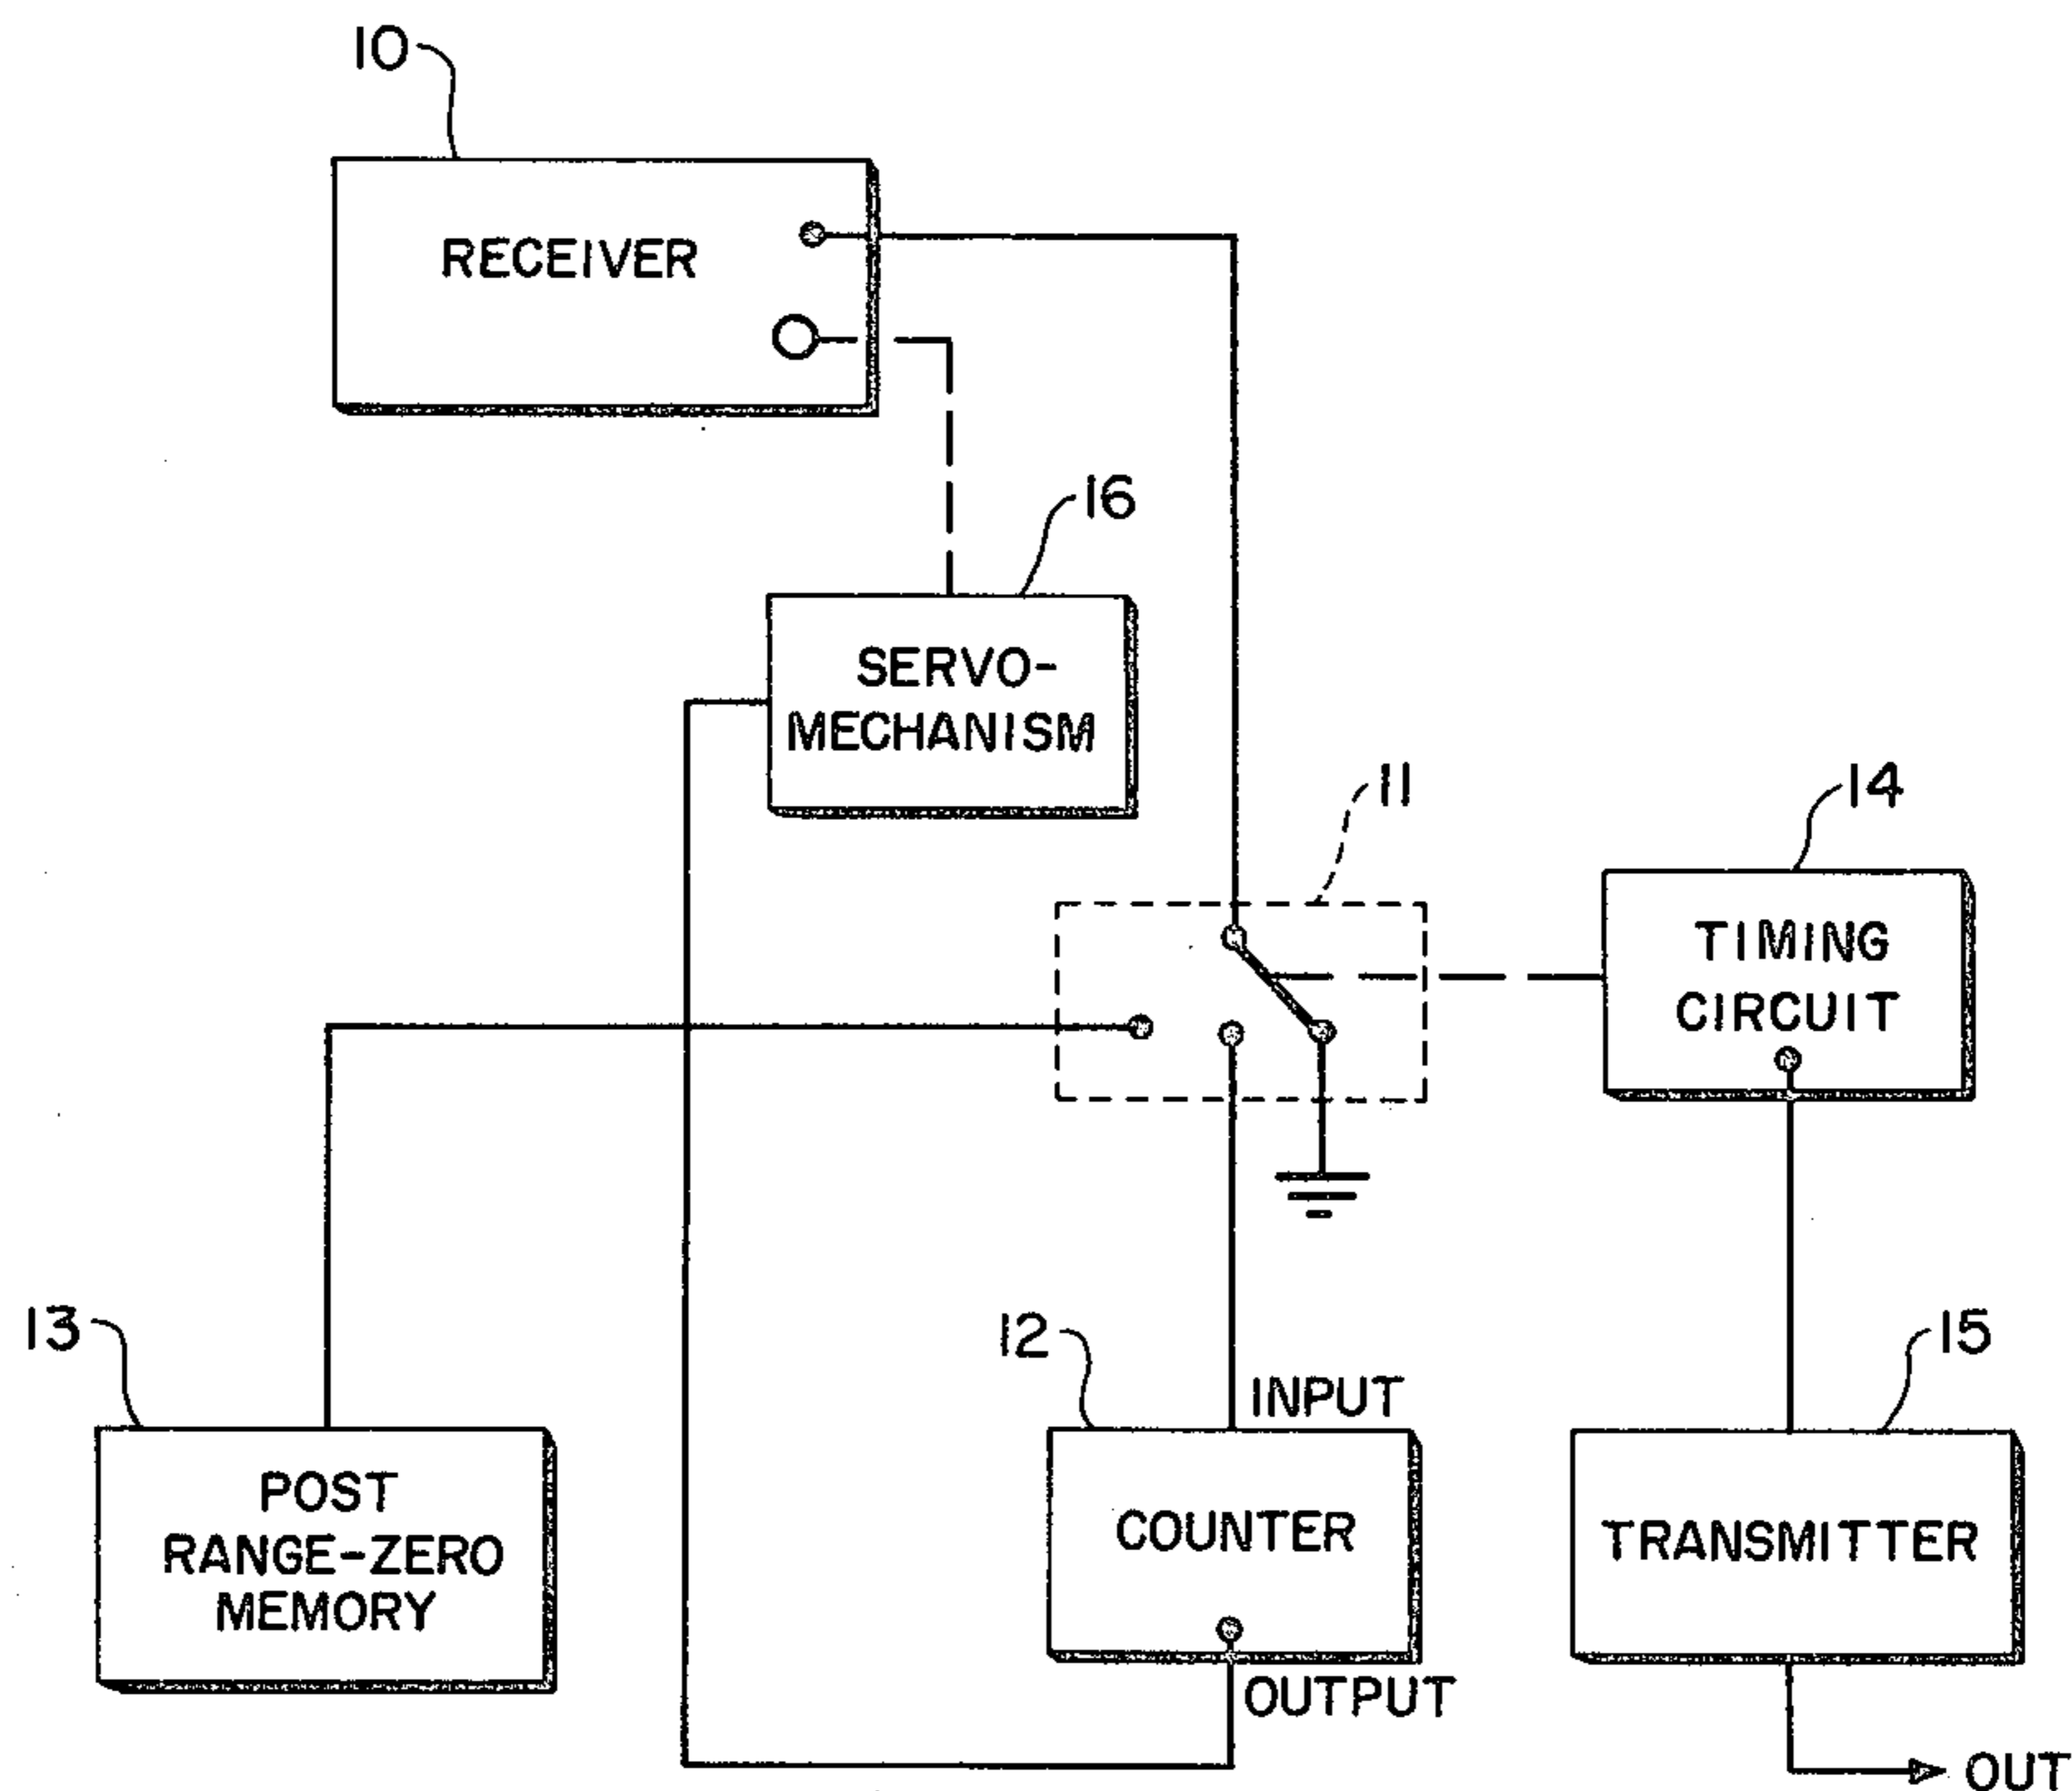 10
RECEIVER
16
SERVO-
MECHANISM
11
14
TIMING
CIRCUIT
13
12
15
INPUT
POST
RANGE-ZERO
MEMORY
COUNTER
TRANSMITTER
OUTPUT
OUT